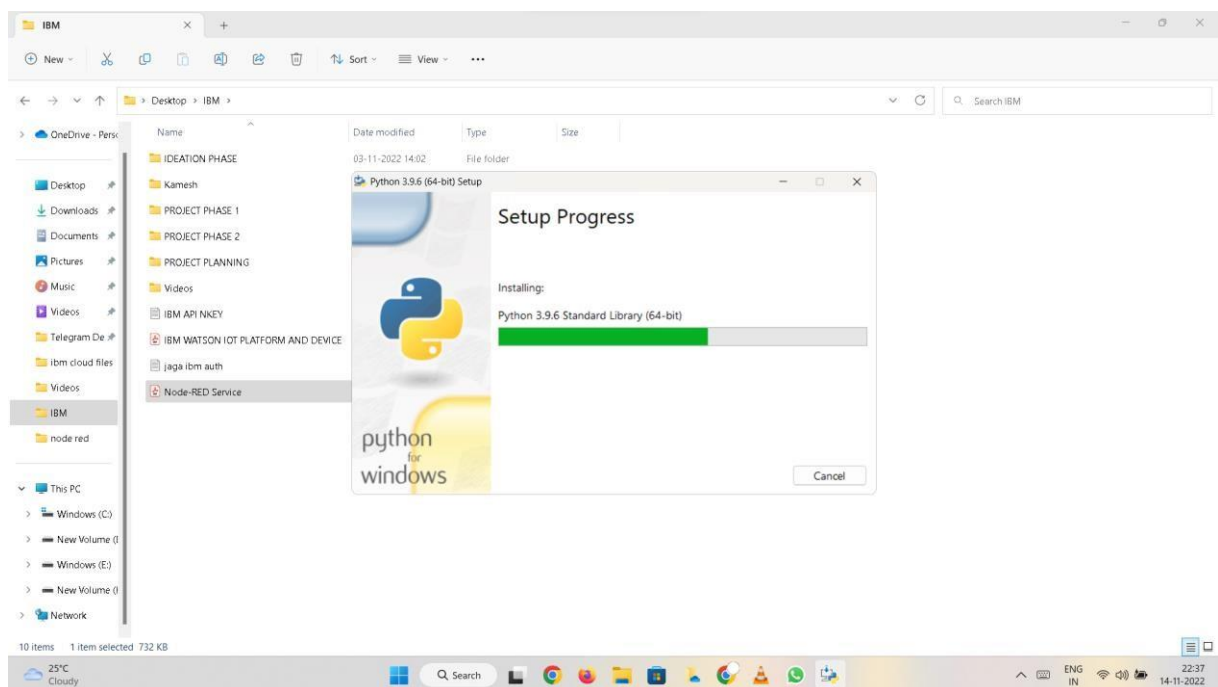 IBM
New
Sort
View
Desktop > IBM >
Search IBM
OneDrive - Perso
Desktop
Downloads
Documents
Pictures
Music
Videos
Telegram De
ibm cloud files
Videos
IBM
node red
This PC
Windows (C:)
New Volume (
Windows (E:)
New Volume (
Network
Name
Date modified
Type
Size
IDEATION PHASE
03-11-2022 14:02
File folder
Kamesh
PROJECT PHASE 1
PROJECT PHASE 2
PROJECT PLANNING
Videos
IBM API NKEY
IBM WATSON IOT PLATFORM AND DEVICE
jaga ibm auth
Node-RED Service
Python 3.9.6 (64-bit) Setup
Setup Progress
Installing:
Python 3.9.6 Standard Library (64-bit)
python
for
windows
Cancel
10 items 1 item selected 732 KB
25°C
Cloudy
Search
ENG
IN
22:37
14-11-2022